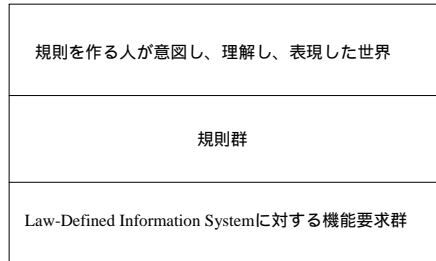 規則を作る人が意図し、理解し、表現した世界
規則群
Law-Defined Information Systemに対する機能要求群